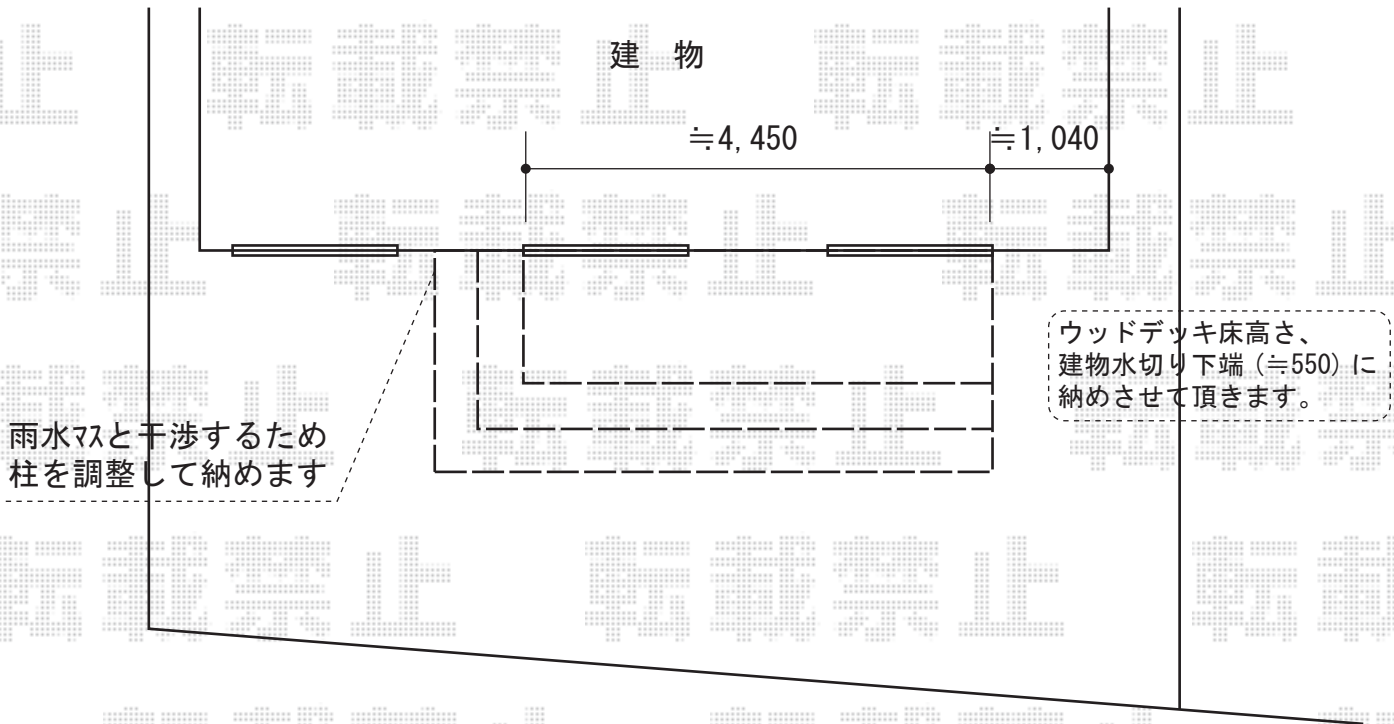 建 物
≒4,450
≒1,040
ウッドデッキ床高さ、
建物水切り下端(≒550)に
納めさせて頂きます。
雨水マスと干渉するため
柱を調整して納めます
転載禁止